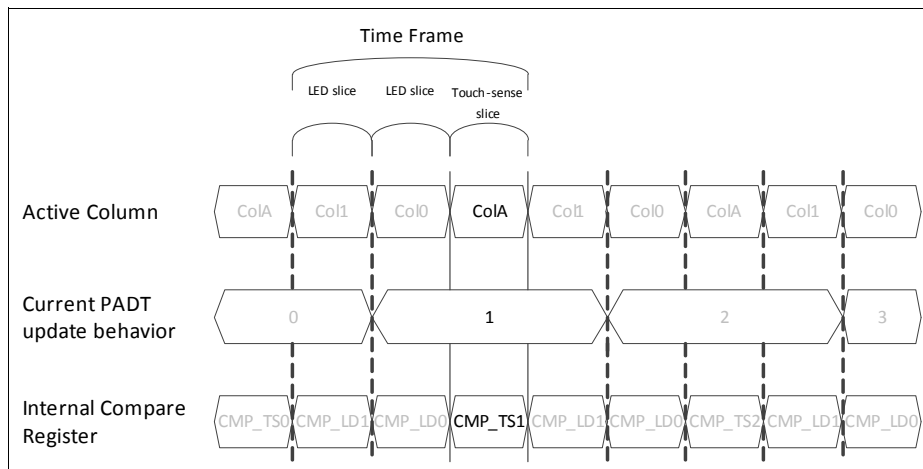 Time Frame
LED slice LED slice Touch-sense
slice
Active Column ColA Col1 Col0 ColA Col1 Col0 ColA Col1 Col0
Current PADT
update behavior 0 1 2 3
Internal Compare
Register CMP_TS0 CMP_LD1 CMP_LD0 CMP_TS1 CMP_LD1 CMP_LD0 CMP_TS2 CMP_LD1 CMP_LD0